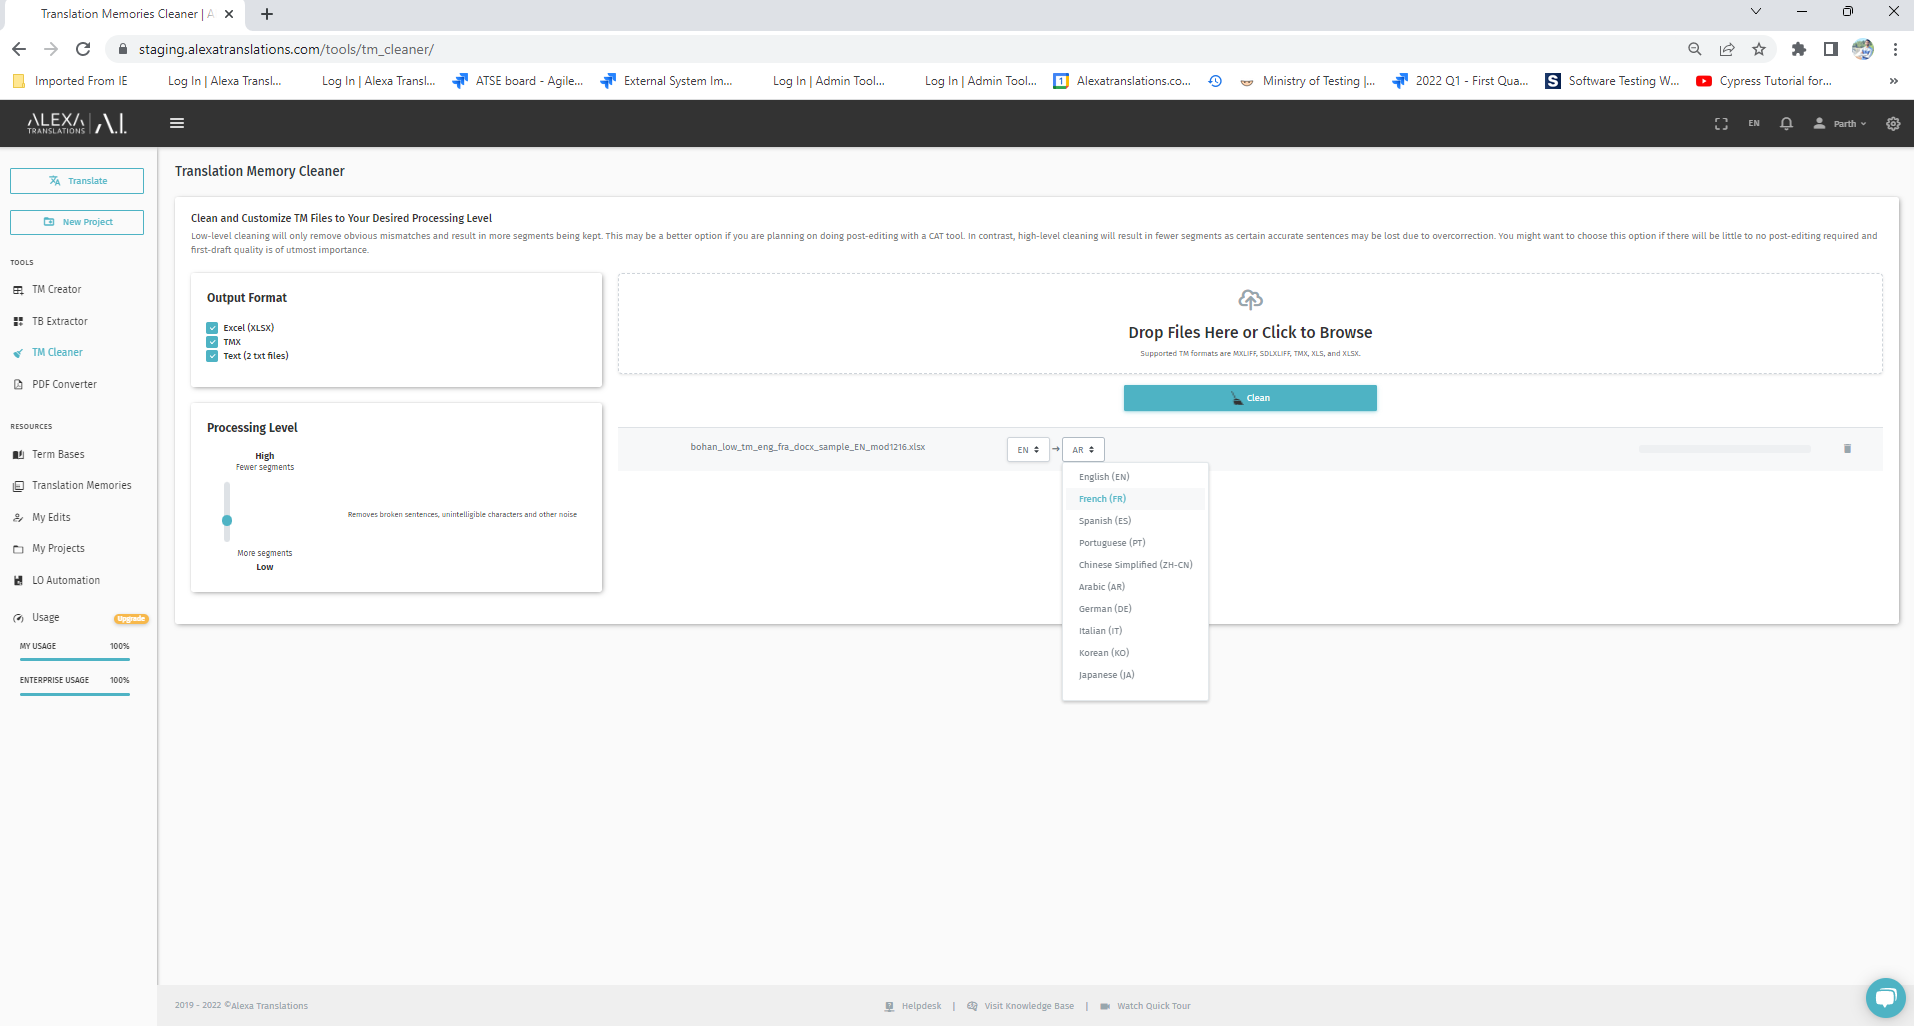 Translation Memories Cleaner | A
staging.alexatranslations.com/tools/tm_cleaner/
Imported From IE
Log In | Alexa Transl...
Log In | Alexa Transl...
ATSE board - Agile...
External System Im...
Log In | Admin Tool...
Log In | Admin Tool...
Alexatranslations.co...
Ministry of Testing |...
2022 Q1 - First Qua...
Software Testing W...
Cypress Tutorial for...
ALEXA TRANSLATIONS | A.I.
EN
Parth
Translate
New Project
TOOLS
TM Creator
TB Extractor
TM Cleaner
PDF Converter
RESOURCES
Term Bases
Translation Memories
My Edits
My Projects
LO Automation
Usage
Upgrade
MY USAGE 100%
ENTERPRISE USAGE 100%
Translation Memory Cleaner
Clean and Customize TM Files to Your Desired Processing Level
Low-level cleaning will only remove obvious mismatches and result in more segments being kept. This may be a better option if you are planning on doing post-editing with a CAT tool. In contrast, high-level cleaning will result in fewer segments as certain accurate sentences may be lost due to overcorrection. You might want to choose this option if there will be little to no post-editing required and
first-draft quality is of utmost importance.
Output Format
Excel (XLSX)
TMX
Text (2 txt files)
Processing Level
High
Fewer segments
Removes broken sentences, unintelligible characters and other noise
More segments
Low
Drop Files Here or Click to Browse
Supported TM formats are MXLIFF, SDLXLIFF, TMX, XLS, and XLSX.
Clean
bohan_low_tm_eng_fra_docx_sample_EN_mod1216.xlsx
EN
AR
English (EN)
French (FR)
Spanish (ES)
Portuguese (PT)
Chinese Simplified (ZH-CN)
Arabic (AR)
German (DE)
Italian (IT)
Korean (KO)
Japanese (JA)
2019 - 2022 ©Alexa Translations
Helpdesk | Visit Knowledge Base | Watch Quick Tour